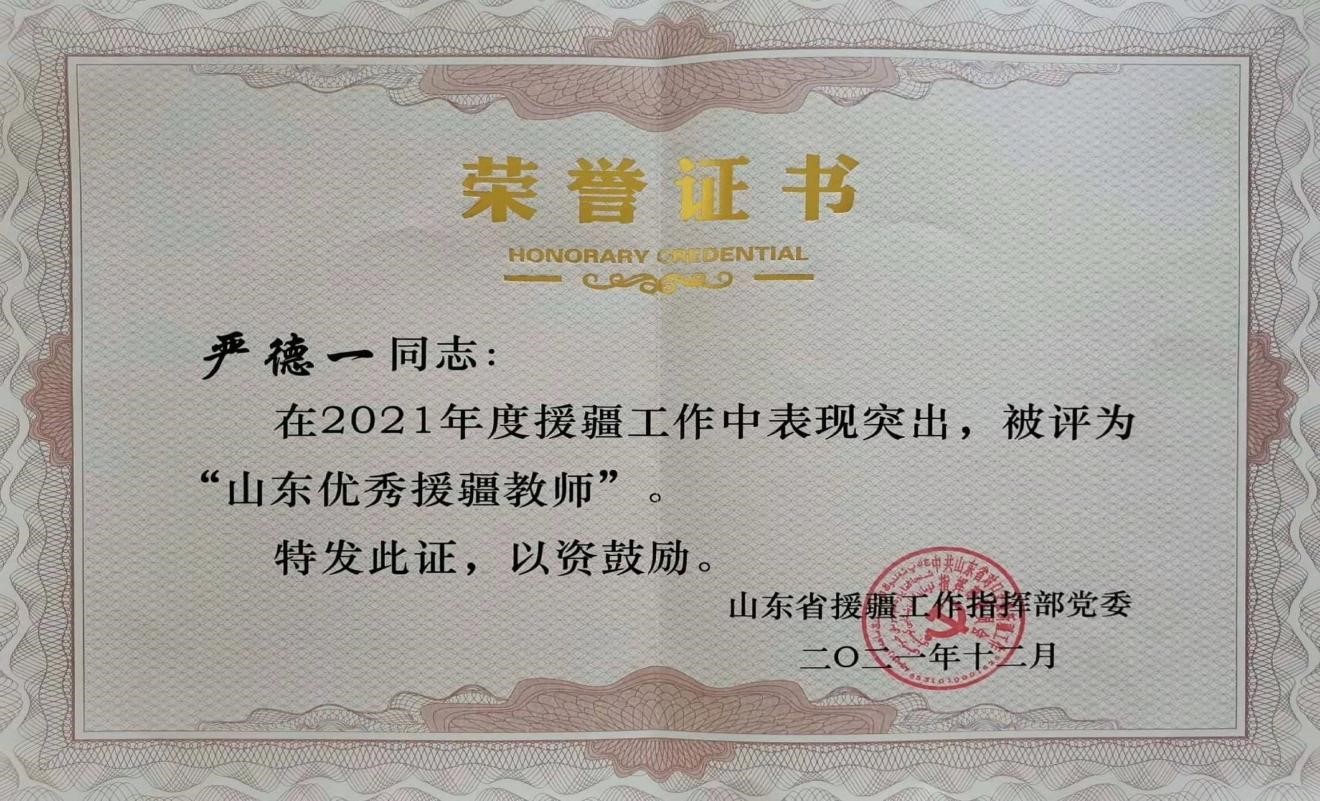 荣誉证书
HONORARY CREDENTIAL
严德一同志：
在2021年度援疆工作中表现突出，被评为
“山东优秀援疆教师”。
特发此证，以资鼓励。
山东省援疆工作指挥部党委
二〇二一年十二月